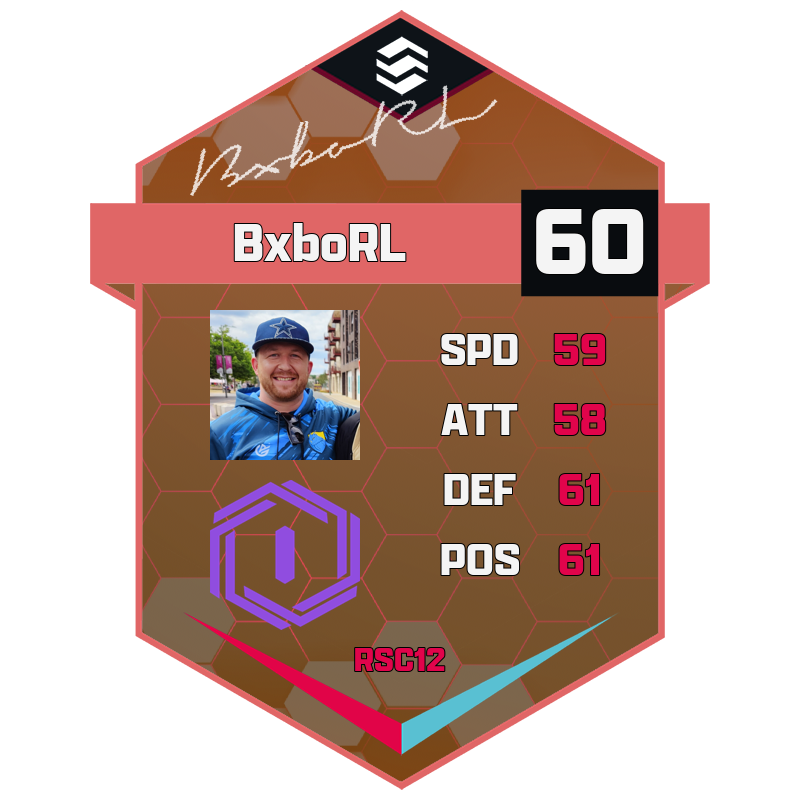 BxboRL
BxboRL
60
SPD 59
ATT 58
DEF 61
POS 61
RSC12